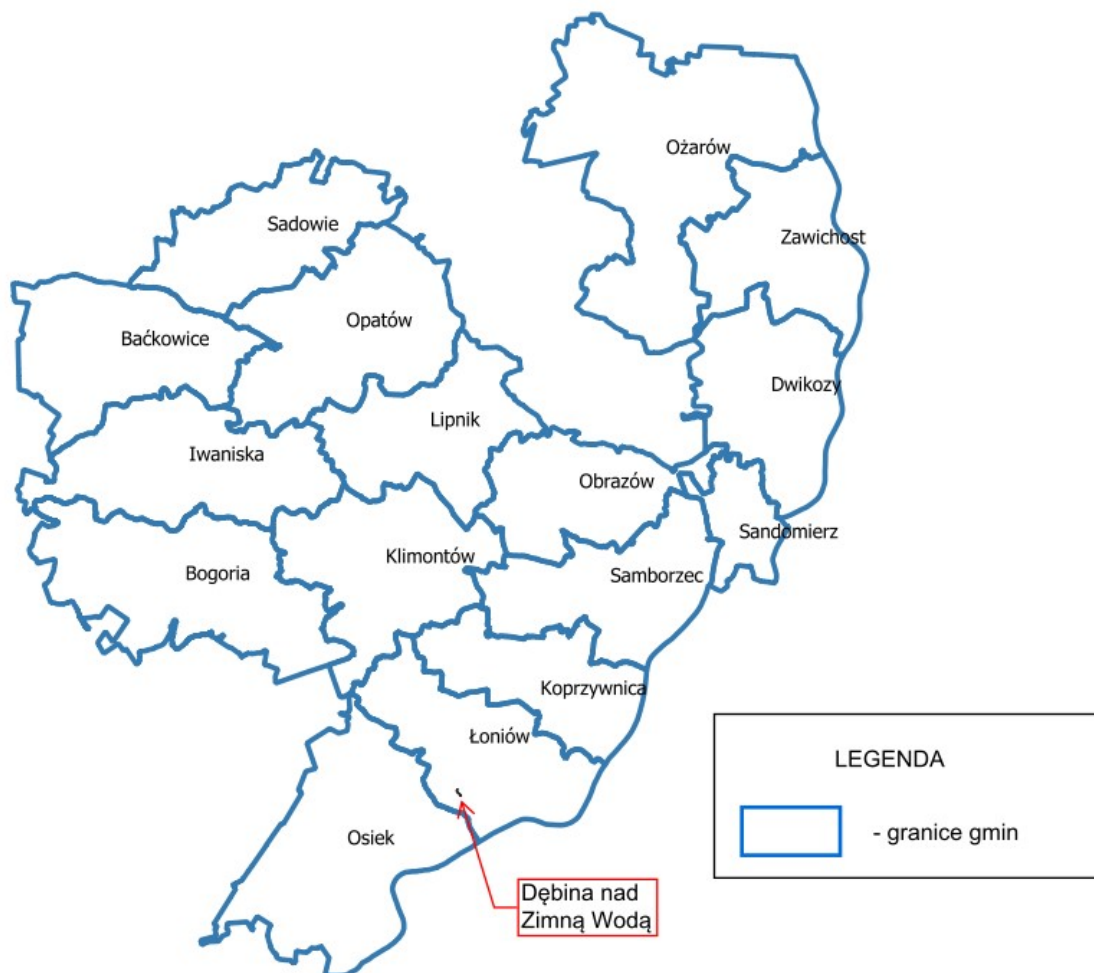 Ożarów
Sadowie
Zawichost
Opatów
Baćkowice
Dwikozy
Lipnik
Iwaniska
Obrazów
Sandomierz
Klimontów
Bogoria
Samborzec
Koprzywnica
Łoniów
LEGENDA
Osiek
- granice gmin
Dębina nad
Zimną Wodą